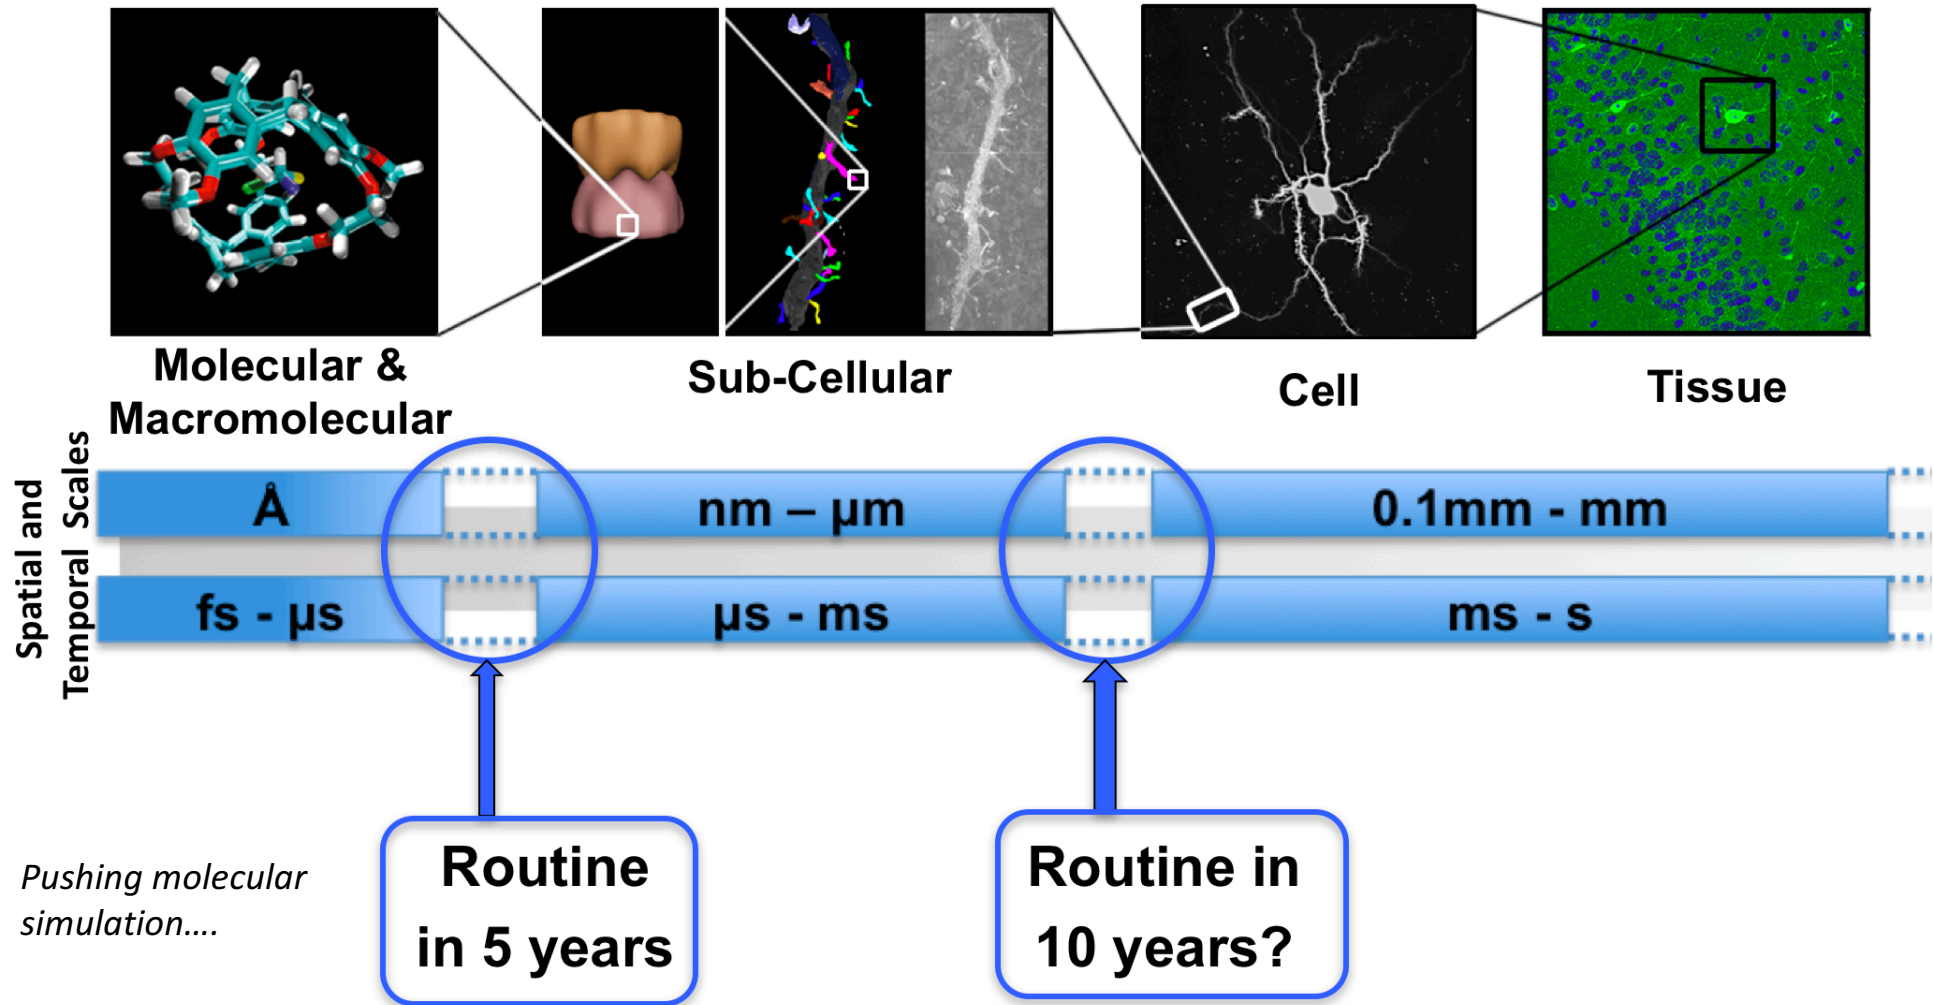 Molecular &
Macromolecular
Sub-Cellular
Cell
Tissue
Spatial and
Temporal Scales
Å
nm – µm
0.1mm - mm
fs - µs
µs - ms
ms - s
Pushing molecular
simulation....
Routine
in 5 years
Routine in
10 years?